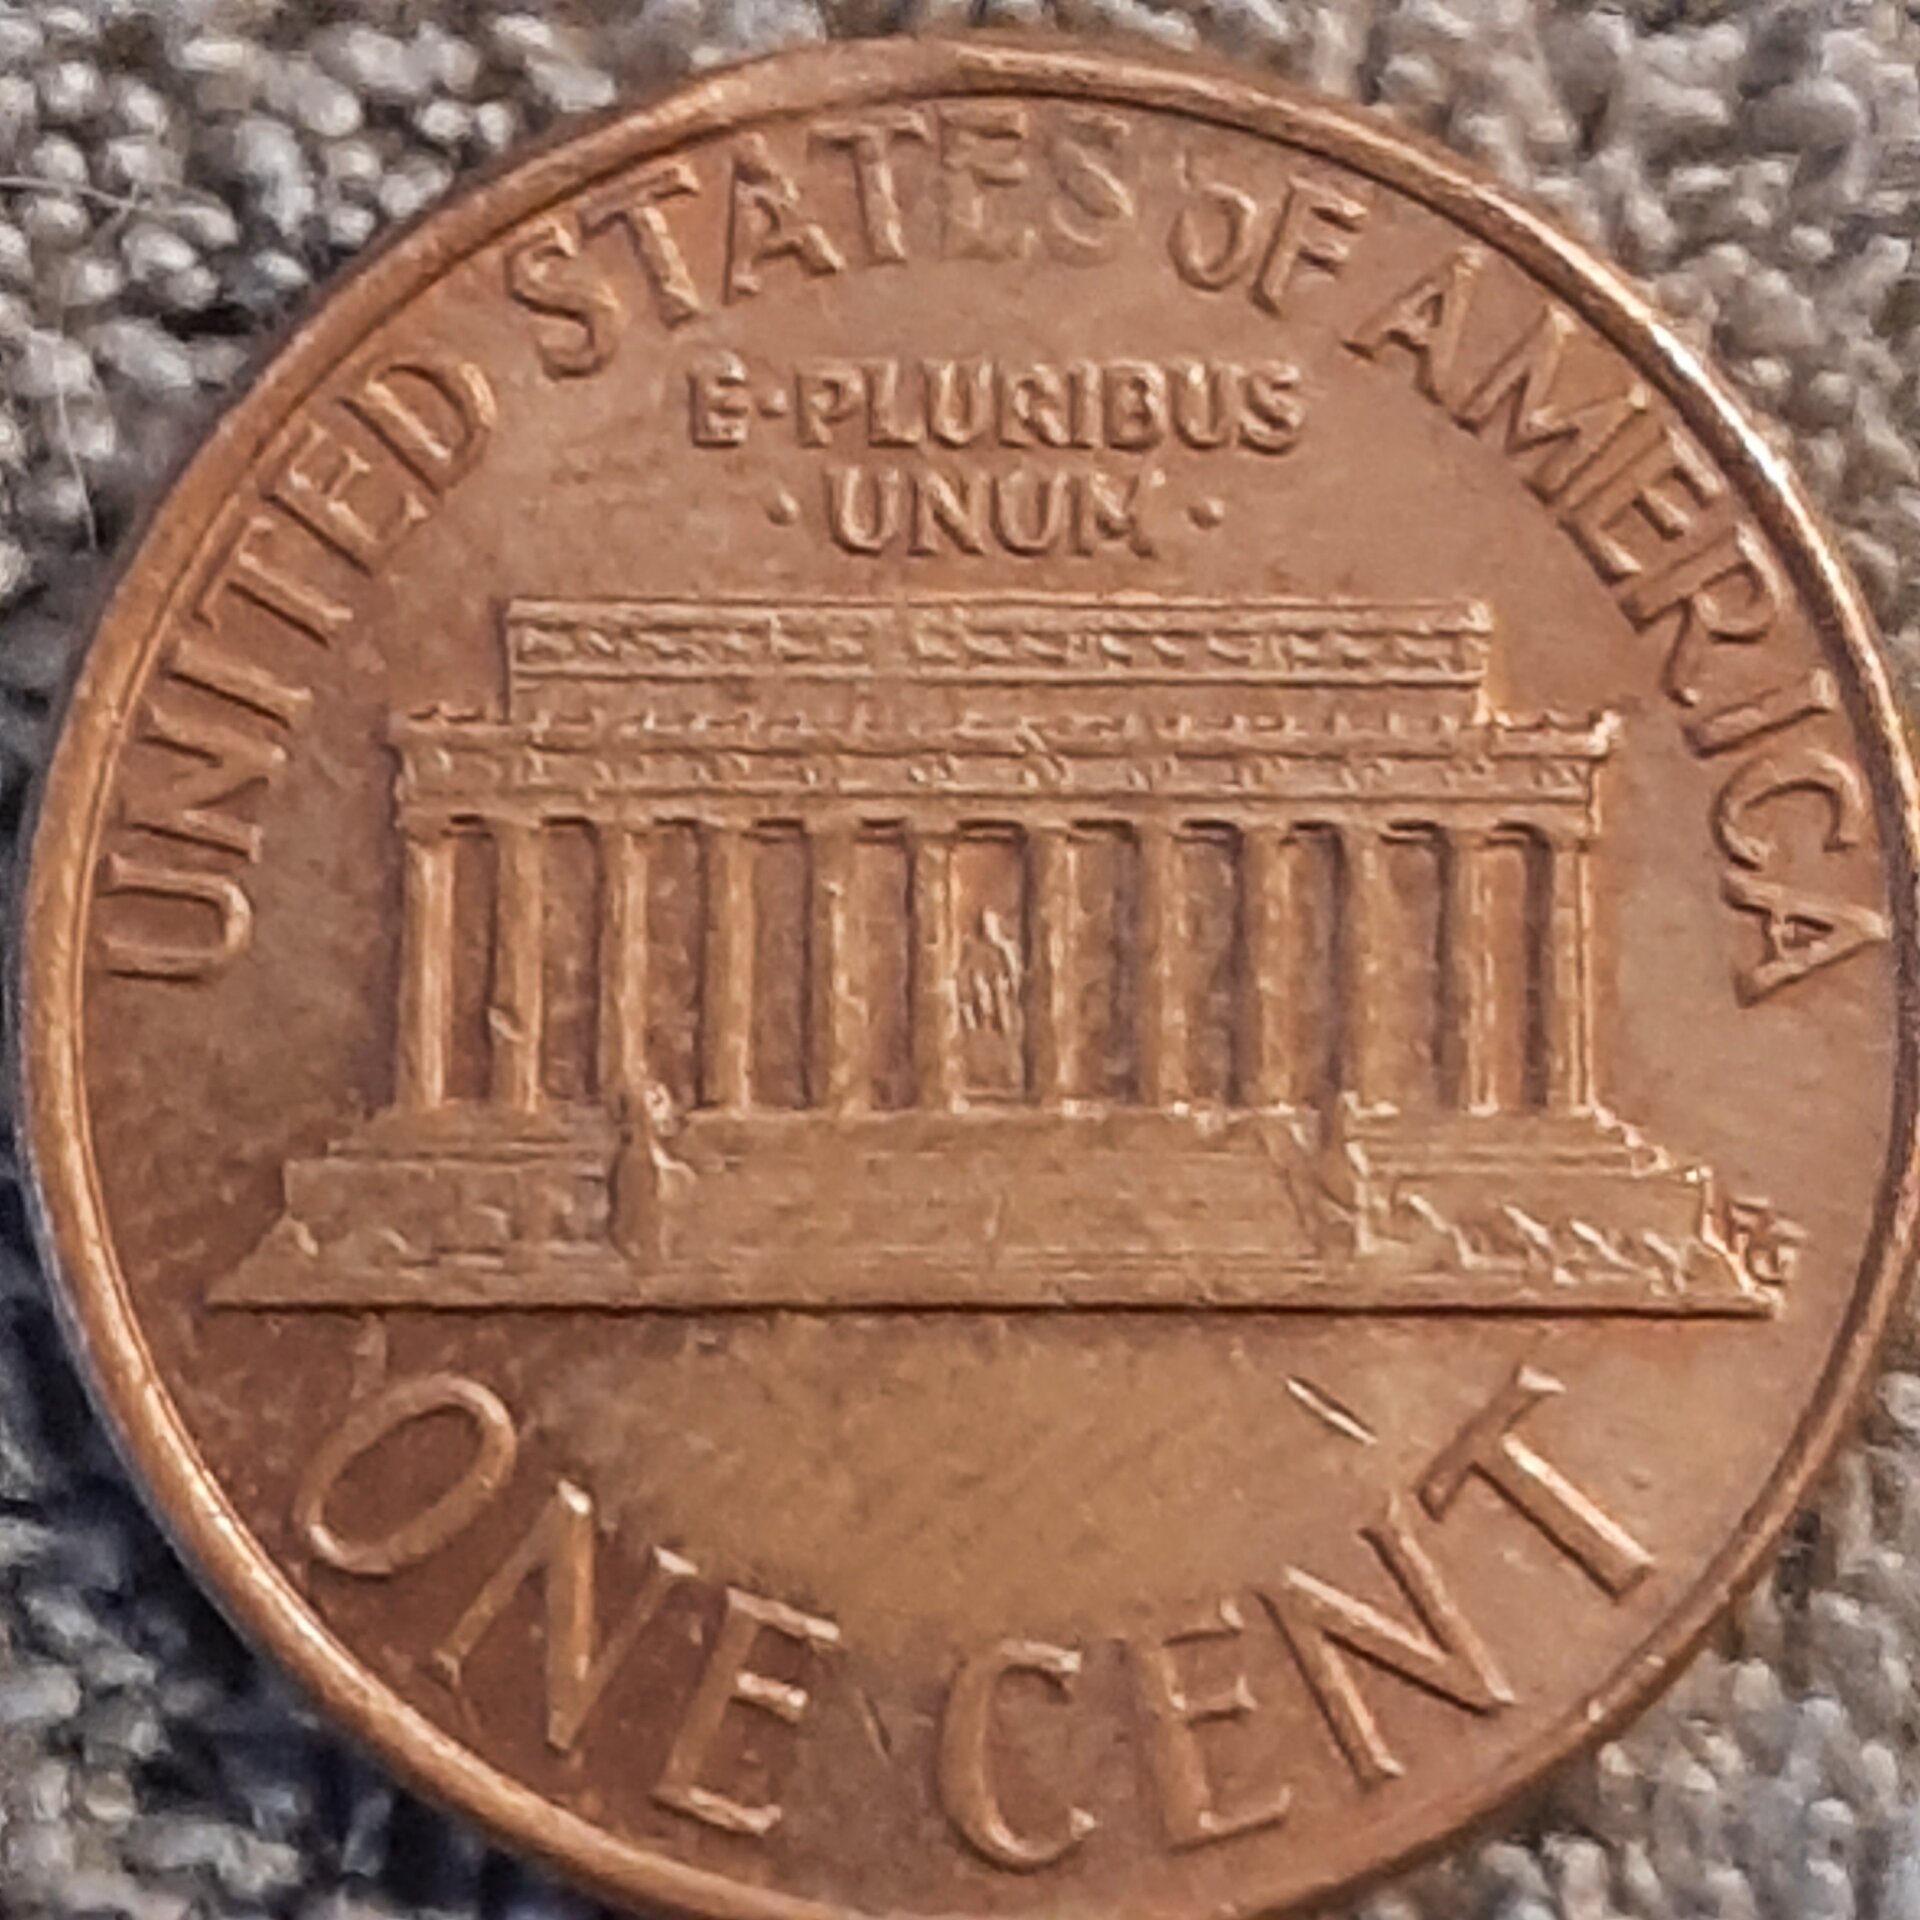 UNITED STATES OF AMERICA
E·PLURIBUS
· UNUM ·
FG
ONE CENT